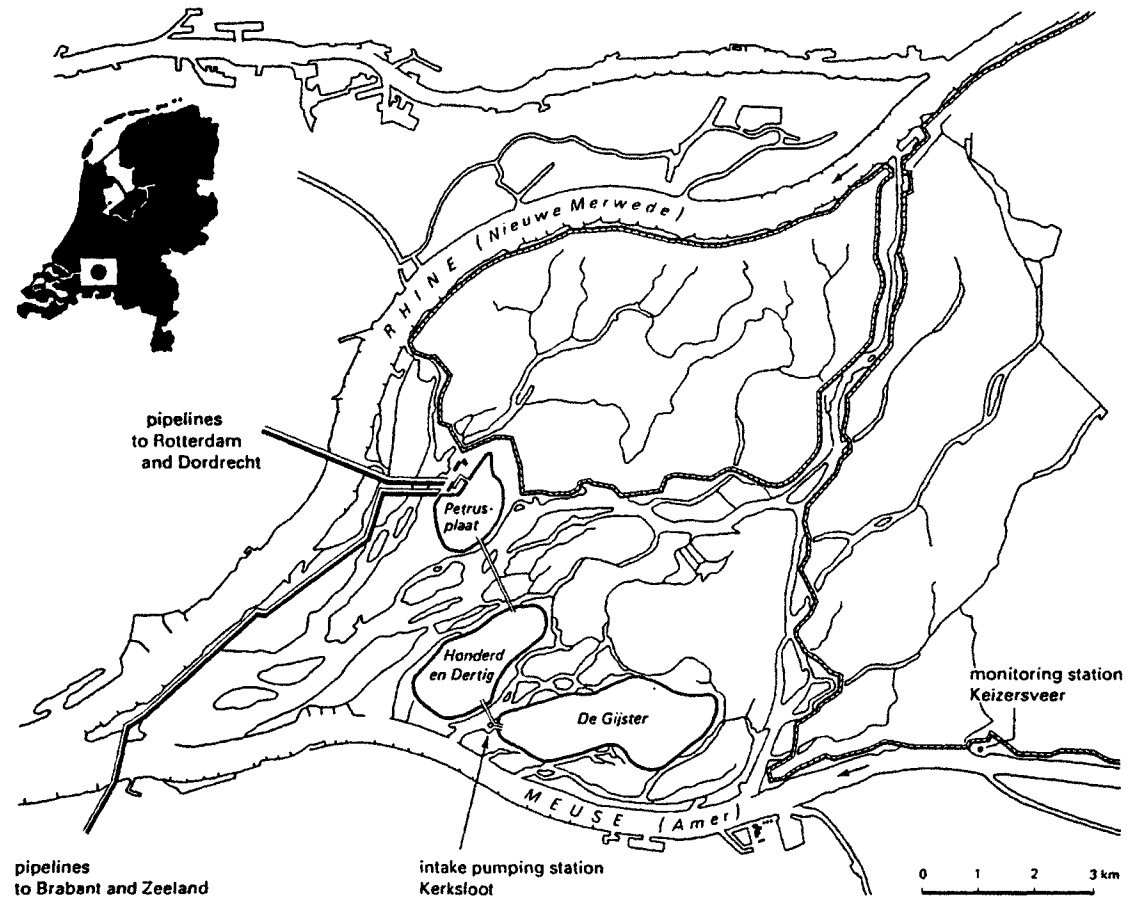 RHINE (Nieuwe Merwede)
pipelines
to Rotterdam
and Dordrecht
Petrus-
plaat
Honderd
en Dertig
De Gijster
monitoring station
Keizersveer
MEUSE (Amer)
pipelines
to Brabant and Zeeland
intake pumping station
Kerksloot
0 1 2 3 km